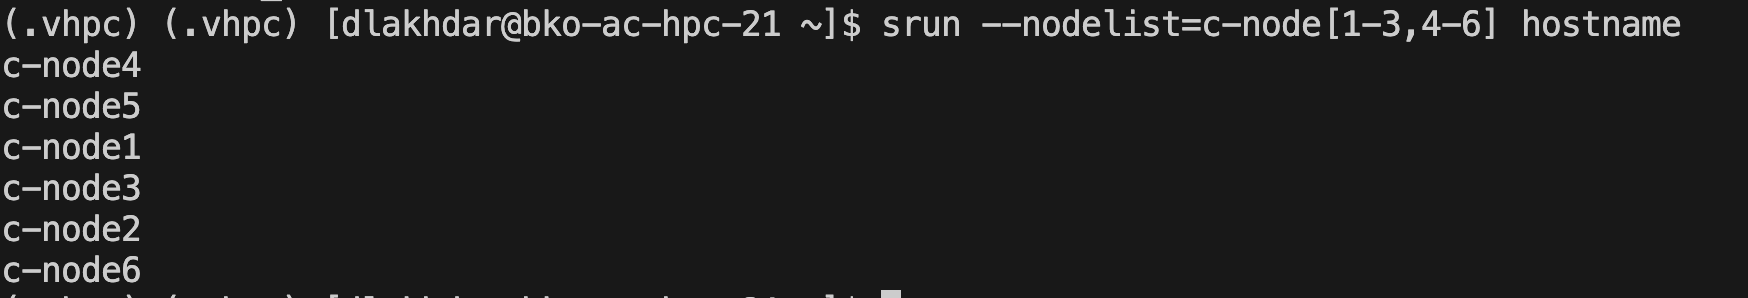 (.vhpc) (.vhpc) [dlakhdar@bko-ac-hpc-21 ~]$ srun --nodelist=c-node[1-3,4-6] hostname
c-node4
c-node5
c-node1
c-node3
c-node2
c-node6